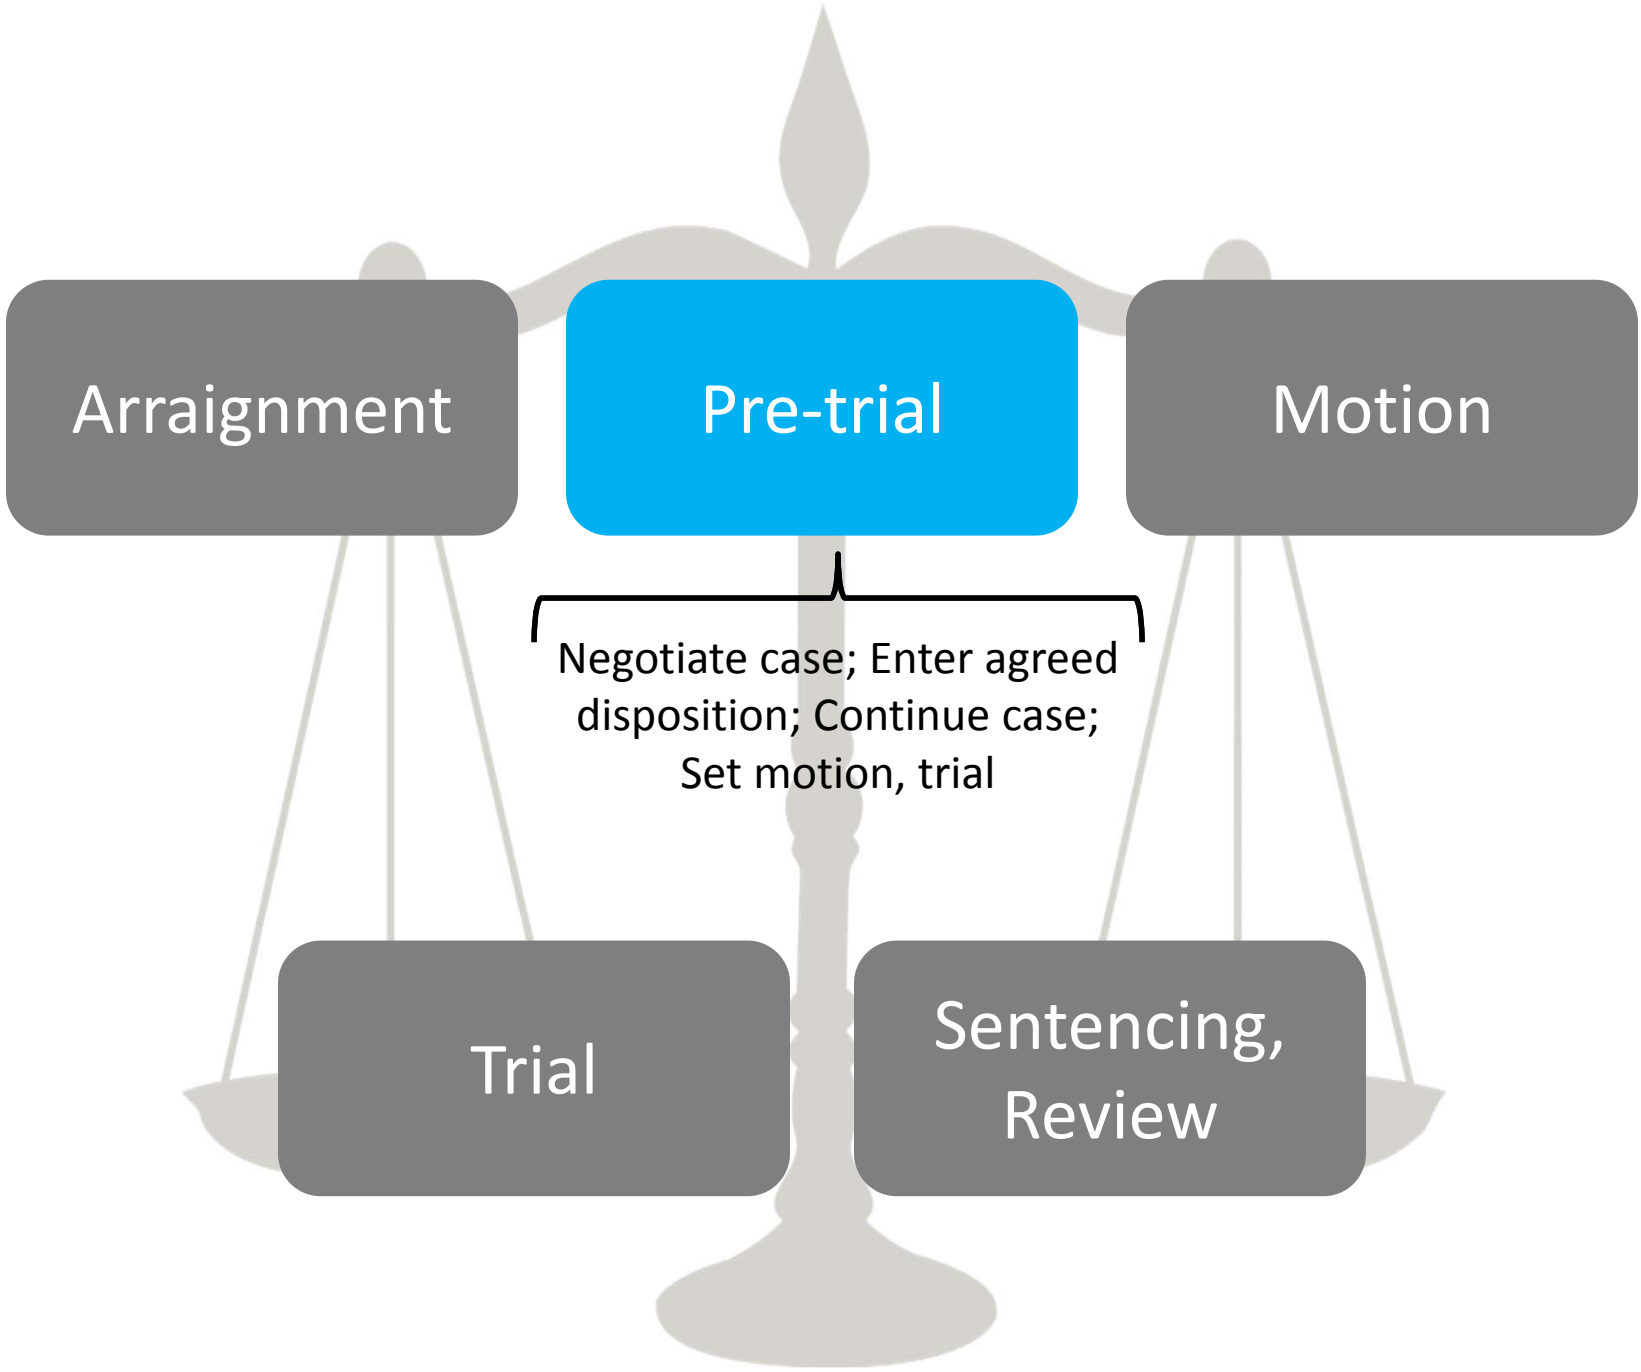 Arraignment
Pre-trial
Motion
Negotiate case; Enter agreed
disposition; Continue case;
Set motion, trial
Trial
Sentencing,
Review